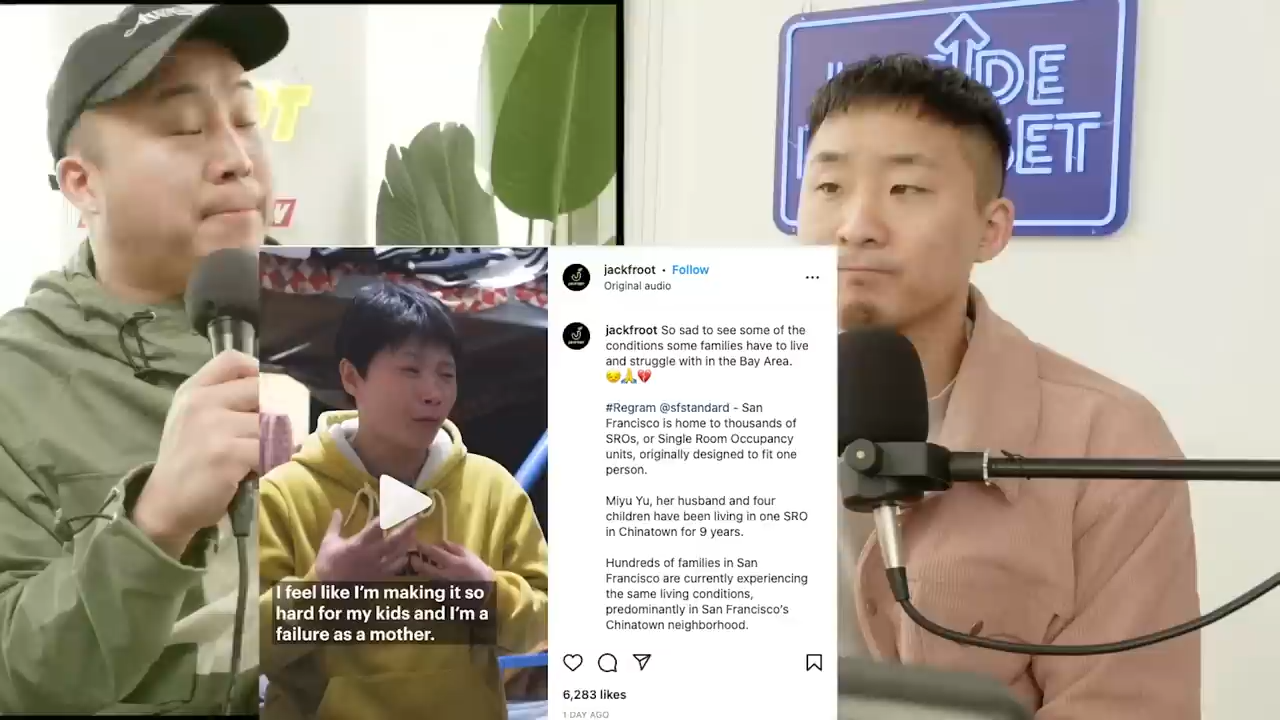 jackfroot • Follow
Original audio
jackfroot So sad to see some of the
conditions some families have to live
and struggle with in the Bay Area.
😔🙏💔
#Regram @sfstandard - San
Francisco is home to thousands of
SROs, or Single Room Occupancy
units, originally designed to fit one
person.
Miyu Yu, her husband and four
children have been living in one SRO
in Chinatown for 9 years.
Hundreds of families in San
Francisco are currently experiencing
the same living conditions,
predominantly in San Francisco's
Chinatown neighborhood.
6,283 likes
1 DAY AGO
I feel like I'm making it so
hard for my kids and I'm a
failure as a mother.